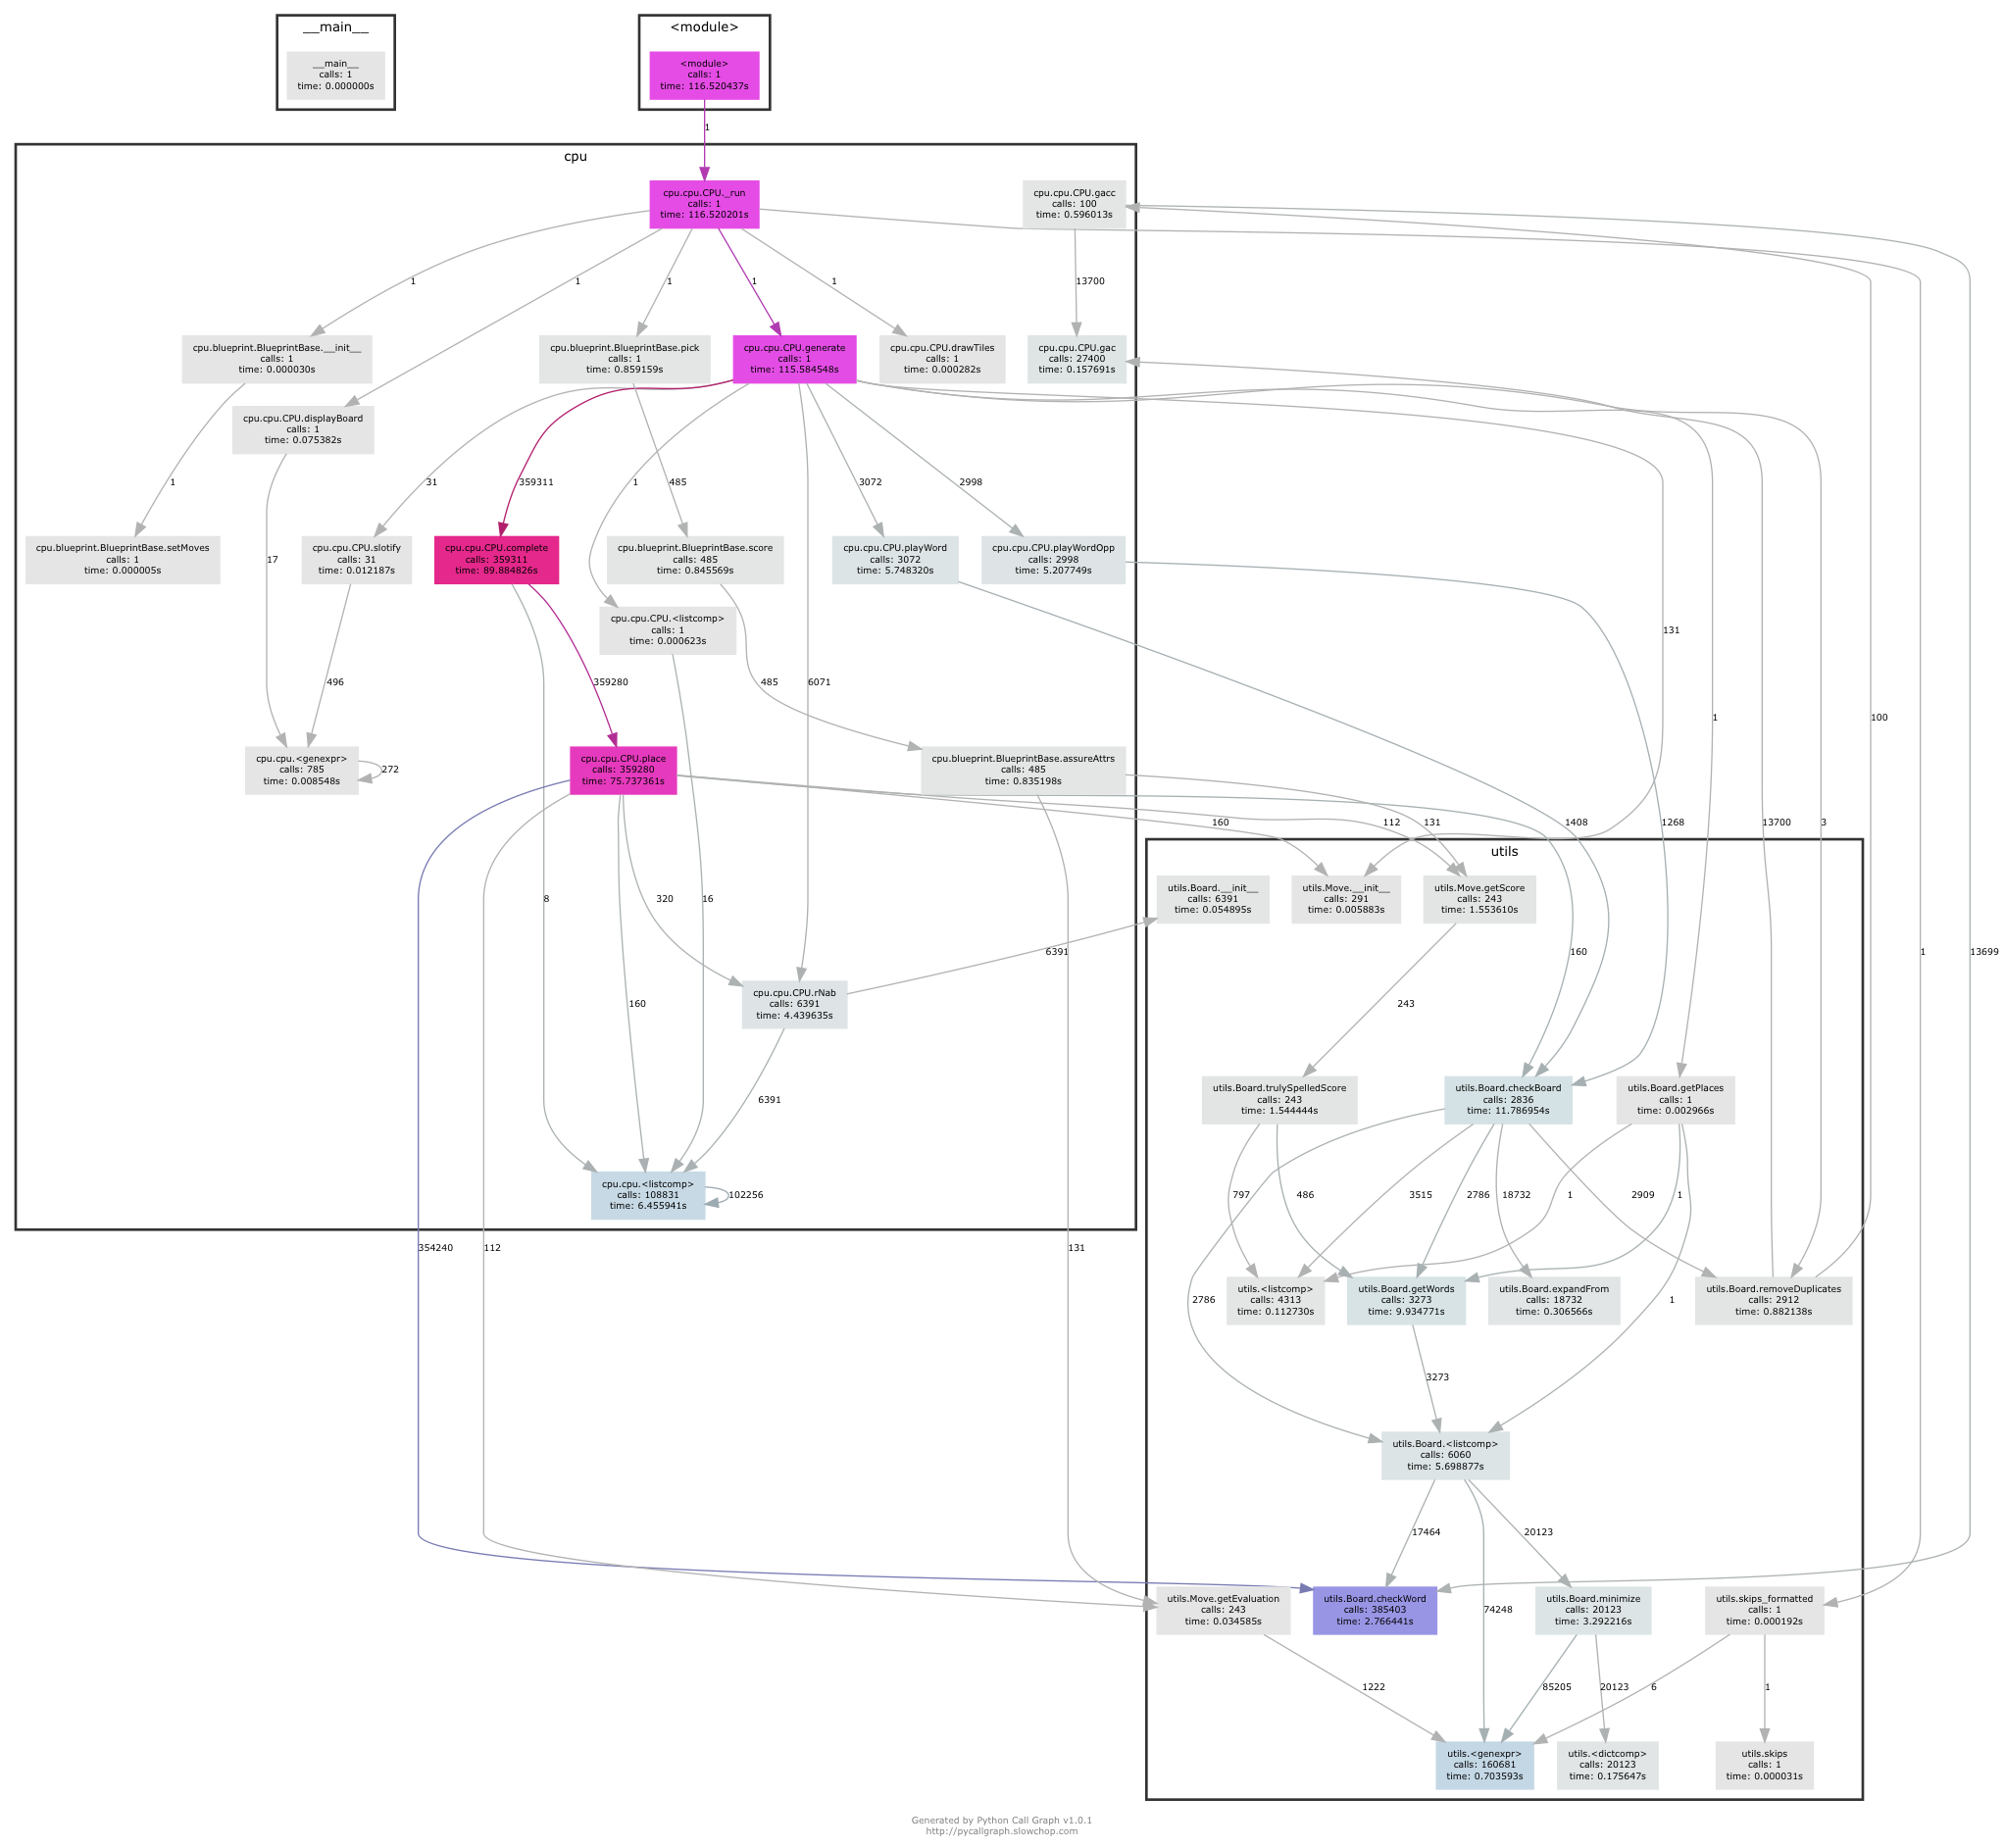 __main__
__main__
calls: 1
time: 0.000000s
<module>
<module>
calls: 1
time: 116.520437s
1
cpu
cpu.cpu.CPU._run
calls: 1
time: 116.520201s
cpu.cpu.CPU.gacc
calls: 100
time: 0.596013s
1
1
1
1
1
13700
cpu.blueprint.BlueprintBase.__init__
calls: 1
time: 0.000030s
cpu.blueprint.BlueprintBase.pick
calls: 1
time: 0.859159s
cpu.cpu.CPU.generate
calls: 1
time: 115.584548s
cpu.cpu.CPU.drawTiles
calls: 1
time: 0.000282s
cpu.cpu.CPU.gac
calls: 27400
time: 0.157691s
cpu.cpu.CPU.displayBoard
calls: 1
time: 0.075382s
1
31
359311
1
485
3072
2998
cpu.blueprint.BlueprintBase.setMoves
calls: 1
time: 0.000005s
17
cpu.cpu.CPU.slotify
calls: 31
time: 0.012187s
cpu.cpu.CPU.complete
calls: 359311
time: 89.884826s
cpu.blueprint.BlueprintBase.score
calls: 485
time: 0.845569s
cpu.cpu.CPU.playWord
calls: 3072
time: 5.748320s
cpu.cpu.CPU.playWordOpp
calls: 2998
time: 5.207749s
cpu.cpu.CPU.<listcomp>
calls: 1
time: 0.000623s
131
496
359280
485
6071
1
100
cpu.cpu.<genexpr>
calls: 785
time: 0.008548s
272
cpu.cpu.CPU.place
calls: 359280
time: 75.737361s
cpu.blueprint.BlueprintBase.assureAttrs
calls: 485
time: 0.835198s
160
112
131
1408
1268
13700
3
utils
utils.Board.__init__
calls: 6391
time: 0.054895s
utils.Move.__init__
calls: 291
time: 0.005883s
utils.Move.getScore
calls: 243
time: 1.553610s
8
320
16
6391
160
1
13699
cpu.cpu.CPU.rNab
calls: 6391
time: 4.439635s
160
243
utils.Board.trulySpelledScore
calls: 243
time: 1.544444s
utils.Board.checkBoard
calls: 2836
time: 11.786954s
utils.Board.getPlaces
calls: 1
time: 0.002966s
6391
cpu.cpu.<listcomp>
calls: 108831
time: 6.455941s
102256
797
486
3515
2786
18732
1
2909
1
354240
112
131
2786
utils.<listcomp>
calls: 4313
time: 0.112730s
utils.Board.getWords
calls: 3273
time: 9.934771s
utils.Board.expandFrom
calls: 18732
time: 0.306566s
1
utils.Board.removeDuplicates
calls: 2912
time: 0.882138s
3273
utils.Board.<listcomp>
calls: 6060
time: 5.698877s
17464
20123
utils.Move.getEvaluation
calls: 243
time: 0.034585s
utils.Board.checkWord
calls: 385403
time: 2.766441s
74248
utils.Board.minimize
calls: 20123
time: 3.292216s
utils.skips_formatted
calls: 1
time: 0.000192s
1222
85205
20123
6
1
utils.<genexpr>
calls: 160681
time: 0.703593s
utils.<dictcomp>
calls: 20123
time: 0.175647s
utils.skips
calls: 1
time: 0.000031s
Generated by Python Call Graph v1.0.1
http://pycallgraph.slowchop.com